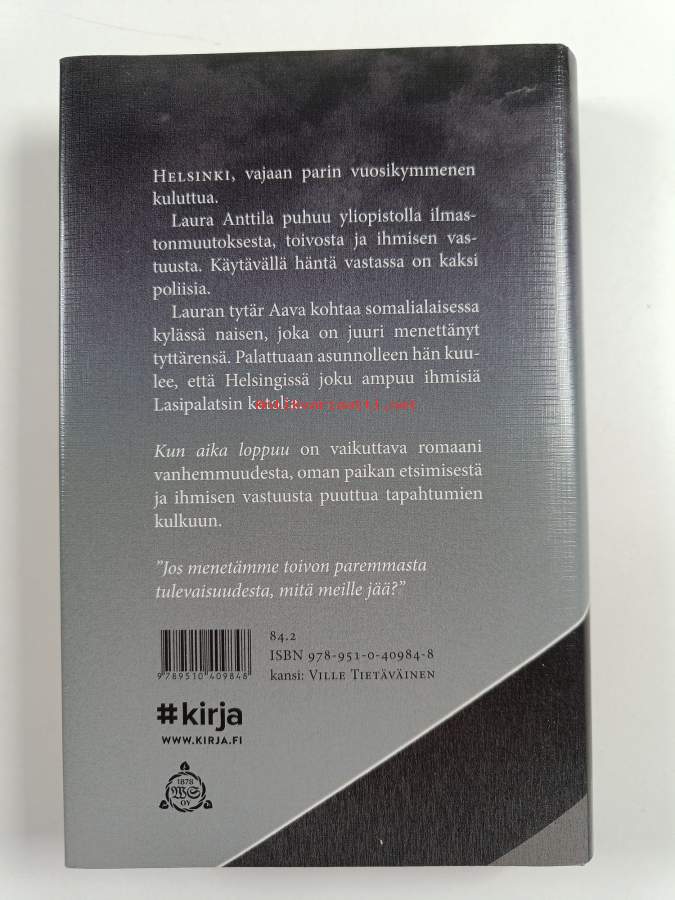 HELSINKI, vajaan parin vuosikymmenen
kuluttua.
Laura Anttila puhuu yliopistolla ilmas-
tonmuutoksesta, toivosta ja ihmisen vas-
tuusta. Käytävällä häntä vastassa on kaksi
poliisia.
Lauran tytär Aava kohtaa somalialaisessa
kylässä naisen, joka on juuri menettänyt
tyttärensä. Palattuaan asunnolleen hän kuu-
lee, että Helsingissä joku ampuu ihmisiä
Lasipalatsin katolta.
Kun aika loppuu on vaikuttava romaani
vanhemmuudesta, oman paikan etsimisestä
ja ihmisen vastuusta puuttua tapahtumien
kulkuun.
”Jos menetämme toivon paremmasta
tulevaisuudesta, mitä meille jää?”
84.2
ISBN 978-951-0-40984-8
kansi: VILLE TIETÄVÄINEN
9789510409848
#kirja
WWW.KIRJA.FI
1878
WS
OY